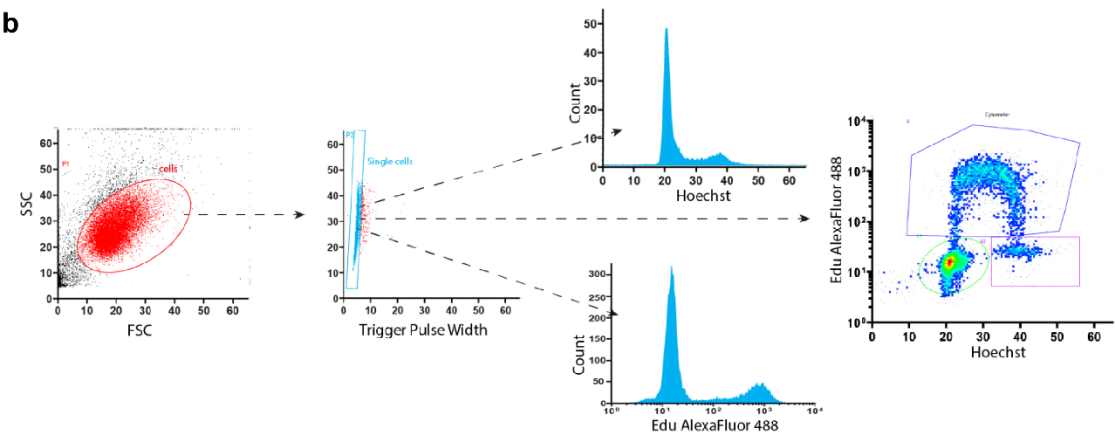 b
SSC
60
50
40
30
20
10
0
P1
cells
0 10 20 30 40 50 60
FSC
60
50
40
30
20
10
0
Single cells
0 10 20 30 40 50 60
Trigger Pulse Width
Count
50
40
30
20
10
0
0 10 20 30 40 50 60
Hoechst
Count
300
250
200
150
100
50
0
10⁰ 10¹ 10² 10³ 10⁴
Edu AlexaFluor 488
Cytometer
Edu AlexaFluor 488
10⁴
10³
10²
10¹
10⁰
0 10 20 30 40 50 60
Hoechst